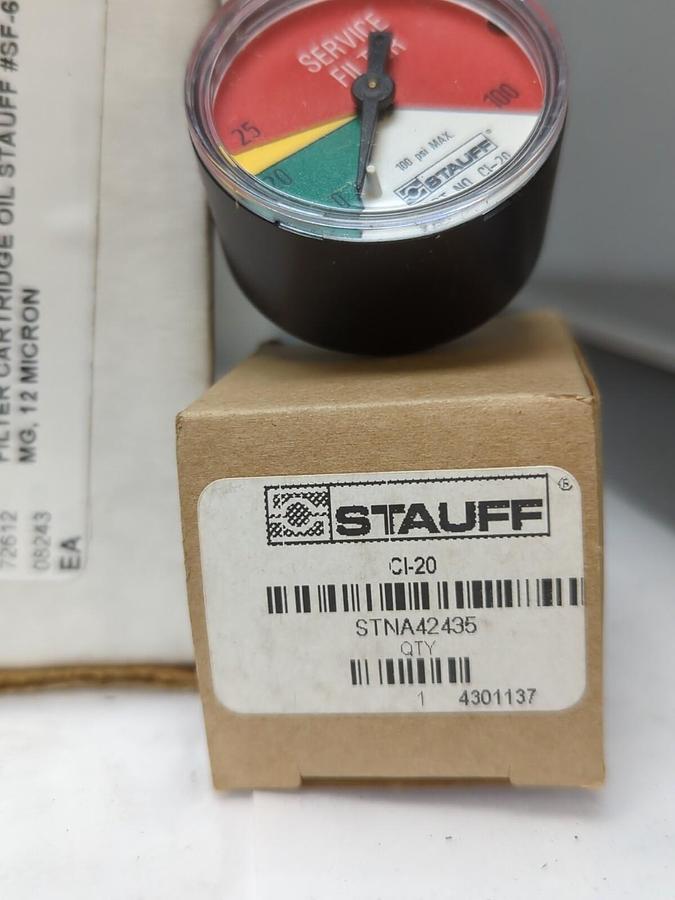 FILTER CARTRIDGE OIL STAUFF #SF-6
MG, 12 MICRON
72612
08243
EA
SERVICE
FILTER
25
20
0
100
100 psi MAX.
STAUFF®
NO. CI-20
STAUFF®
CI-20
STNA42435
QTY
1 4301137